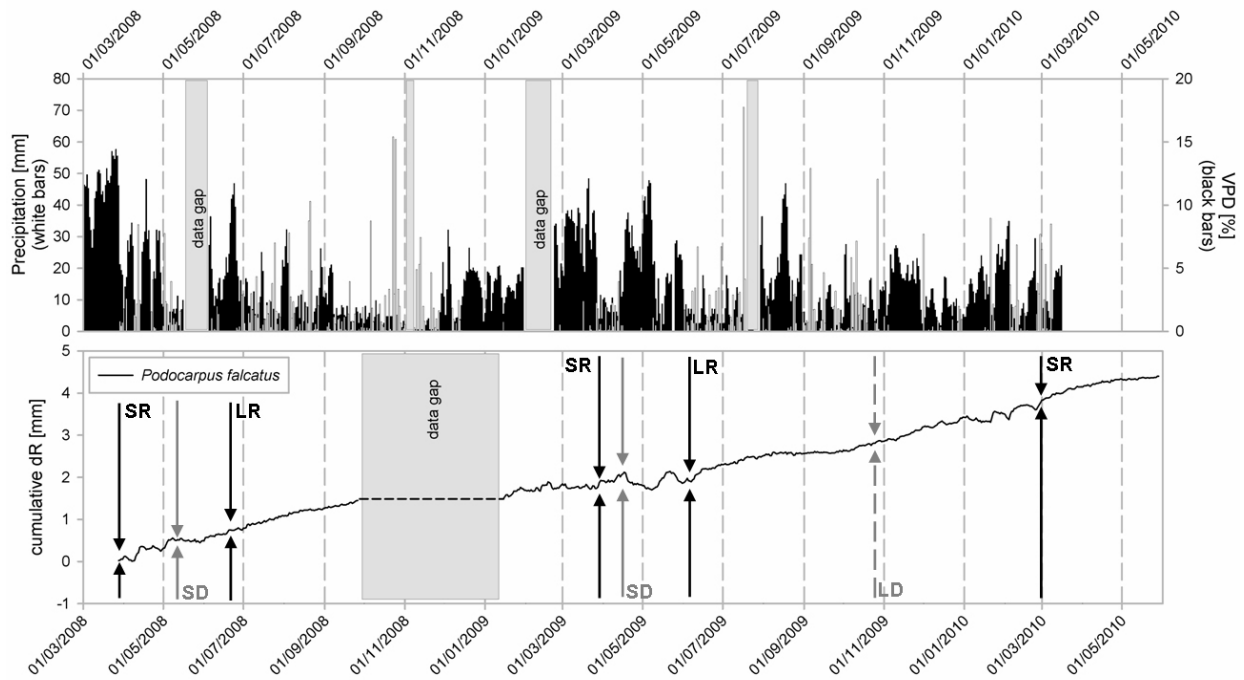 01/03/2008
01/05/2008
01/07/2008
01/09/2008
01/11/2008
01/01/2009
01/03/2009
01/05/2009
01/07/2009
01/09/2009
01/11/2009
01/01/2010
01/03/2010
01/05/2010
Precipitation [mm]
(white bars)
80
70
60
50
40
30
20
10
0
data gap
data gap
20
15
10
5
0
VPD [%]
(black bars)
cumulative dR [mm]
5
4
3
2
1
0
-1
Podocarpus falcatus
SR
LR
data gap
SR
LR
SR
SD
SD
LD
01/03/2008
01/05/2008
01/07/2008
01/09/2008
01/11/2008
01/01/2009
01/03/2009
01/05/2009
01/07/2009
01/09/2009
01/11/2009
01/01/2010
01/03/2010
01/05/2010